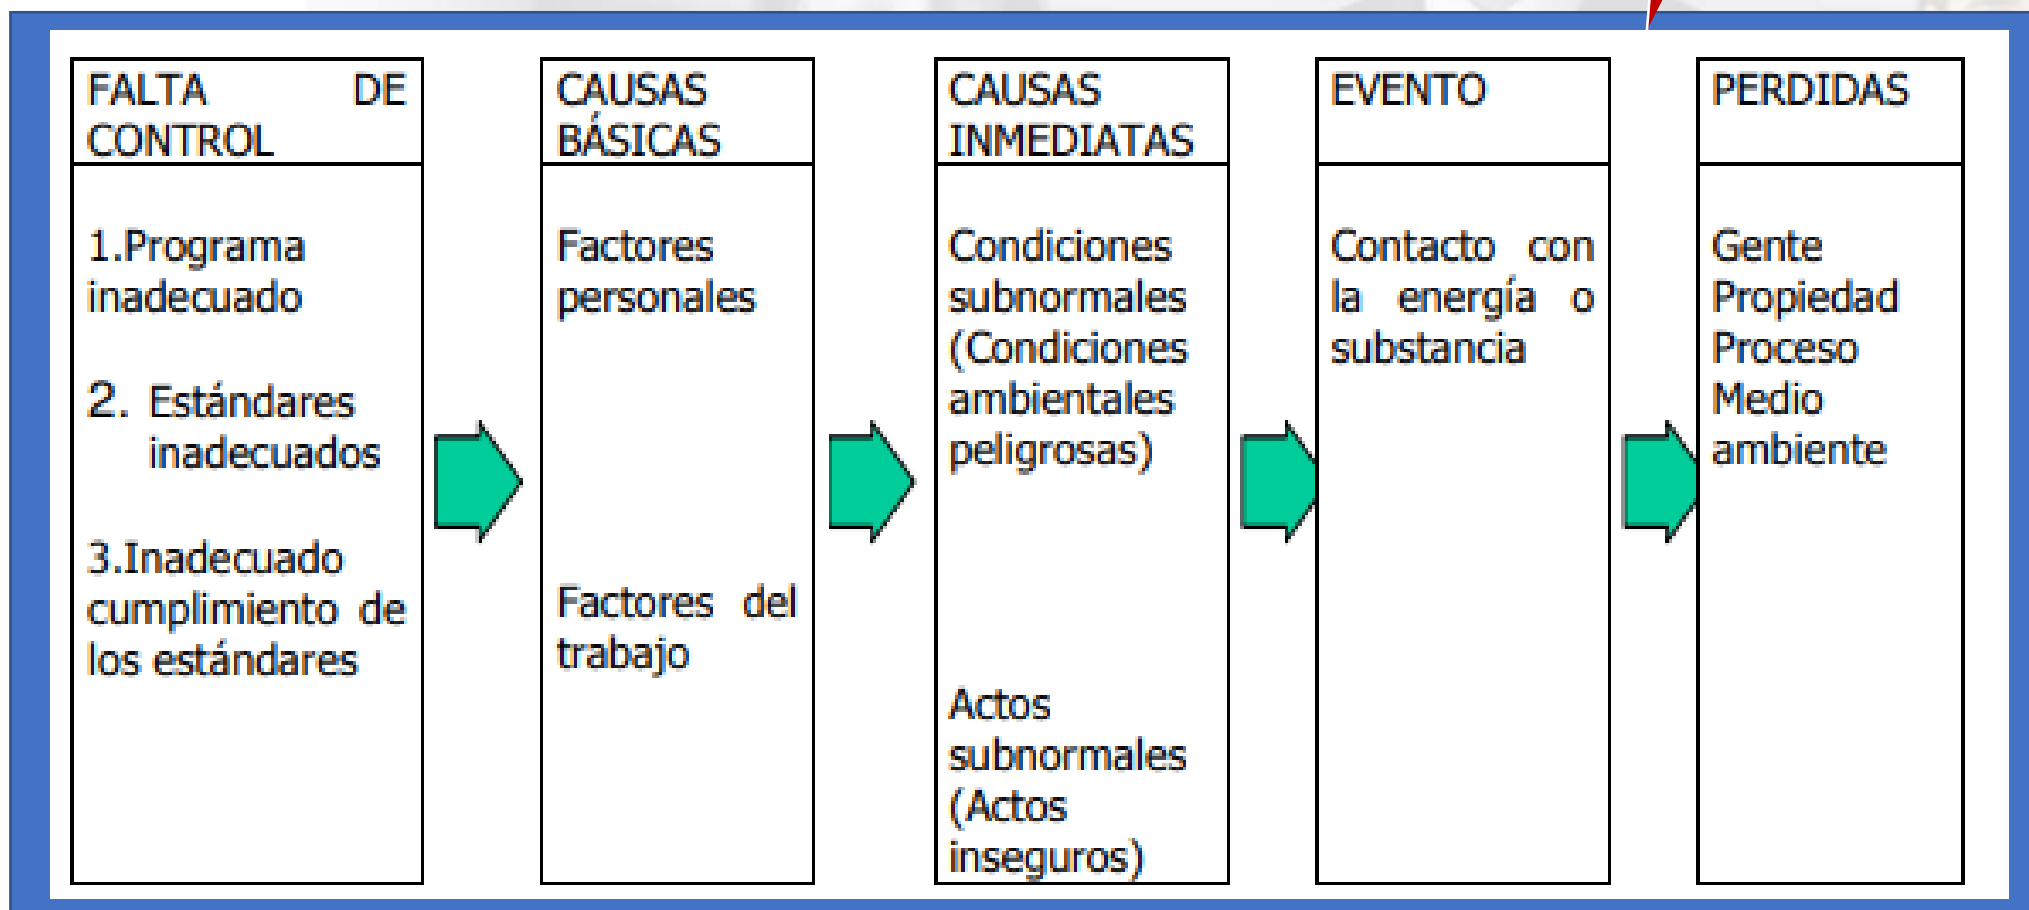 FALTA DE
CONTROL
1.Programa
inadecuado
2. Estándares
inadecuados
3.Inadecuado
cumplimiento de
los estándares
CAUSAS
BÁSICAS
Factores
personales
Factores del
trabajo
CAUSAS
INMEDIATAS
Condiciones
subnormales
(Condiciones
ambientales
peligrosas)
Actos
subnormales
(Actos
inseguros)
EVENTO
Contacto con
la energía o
substancia
PERDIDAS
Gente
Propiedad
Proceso
Medio
ambiente